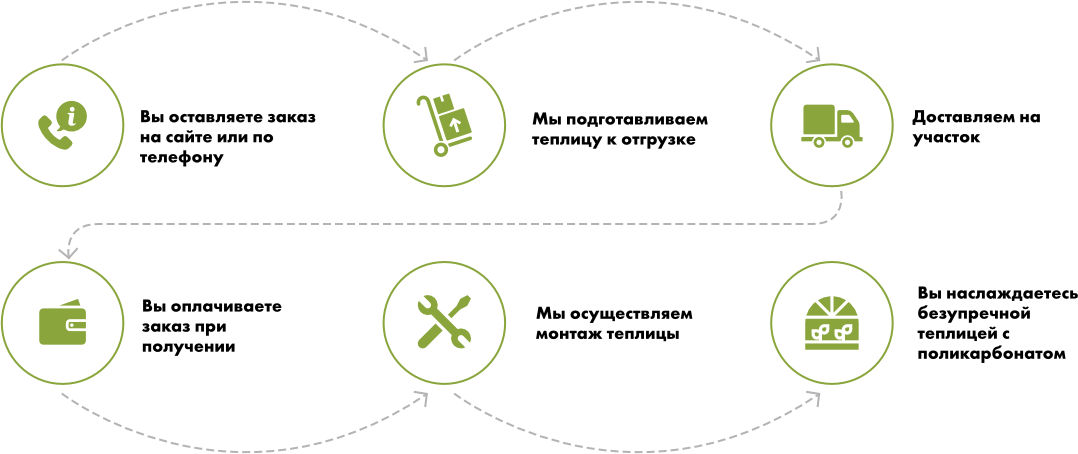 Вы оставляете заказ
на сайте или по
телефону
Мы подготавливаем
теплицу к отгрузке
Доставляем на
участок
Вы оплачиваете
заказ при
получении
Мы осуществляем
монтаж теплицы
Вы наслаждаетесь
безупречной
теплицей с
поликарбонатом